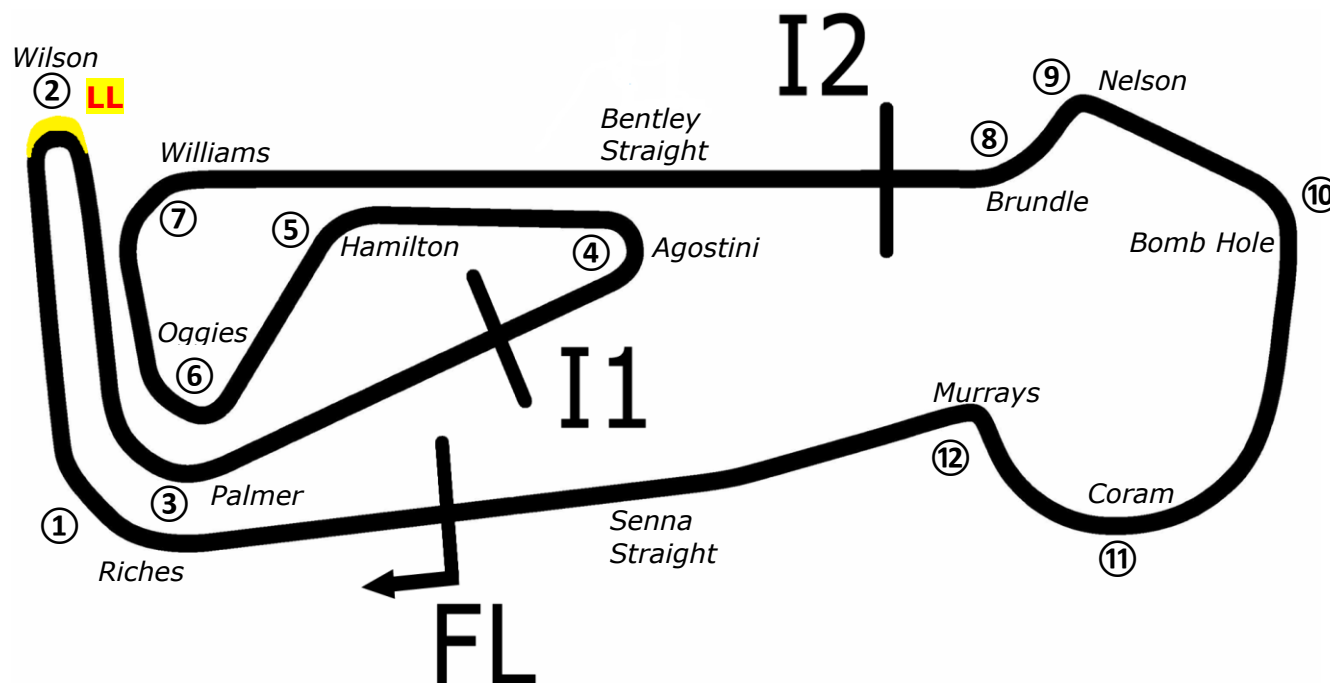 I2
Wilson
②
LL
⑨
Nelson
Bentley
Straight
⑧
Williams
Brundle
⑩
⑦
⑤
Hamilton
④
Agostini
Bomb Hole
Oggies
⑥
I1
Murrays
⑫
③
Palmer
Coram
①
Senna
Straight
⑪
Riches
FL